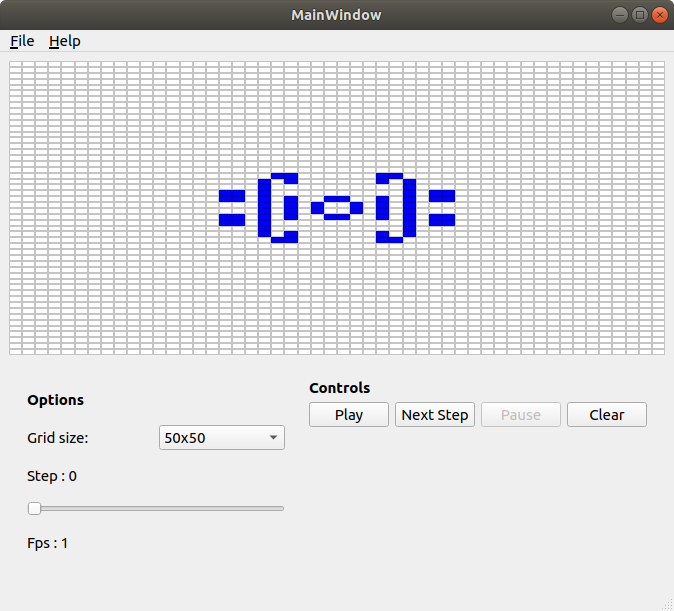 MainWindow
File Help
Options
Grid size:
50x50
Step : 0
Fps : 1
Controls
Play Next Step Pause Clear